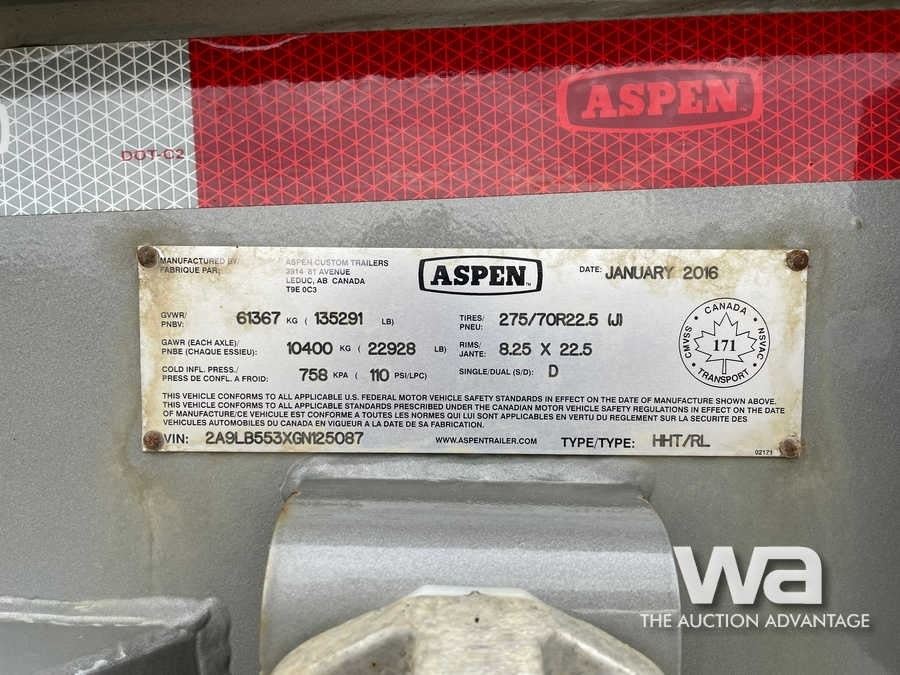 ASPEN
DOT-C2
MANUFACTURED BY/
FABRIQUE PAR:
ASPEN CUSTOM TRAILERS
3914 81 AVENUE
LEDUC, AB CANADA
T9E 0C3
ASPEN™
DATE: JANUARY 2016
GVWR/
PNBV: 61367 KG ( 135291 LB)
TIRES/
PNEU: 275/70R22.5 (J)
GAWR (EACH AXLE)/
PNBE (CHAQUE ESSIEU): 10400 KG ( 22928 LB)
RIMS/
JANTE: 8.25 X 22.5
COLD INFL. PRESS./
PRESS DE CONFL. A FROID: 758 KPA ( 110 PSI/LPC)
SINGLE/DUAL (S/D): D
CANADA
CMVSS NSVAC
171
TRANSPORT
THIS VEHICLE CONFORMS TO ALL APPLICABLE U.S. FEDERAL MOTOR VEHICLE SAFETY STANDARDS IN EFFECT ON THE DATE OF MANUFACTURE SHOWN ABOVE.
THIS VEHICLE CONFORMS TO ALL APPLICABLE STANDARDS PRESCRIBED UNDER THE CANADIAN MOTOR VEHICLE SAFETY REGULATIONS IN EFFECT ON THE DATE
OF MANUFACTURE/CE VEHICULE EST CONFORME A TOUTES LES NORMES QUI LUI SONT APPLICABLES EN VERTU DU REGLEMENT SUR LA SECURITE DES
VEHICULES AUTOMOBILES DU CANADA EN VIGUEUR A LA DATE DE SA FABRICATION.
VIN: 2A9LB553XGN125087
WWW.ASPENTRAILER.COM
TYPE/TYPE: HHT/RL
02171
wa
THE AUCTION ADVANTAGE